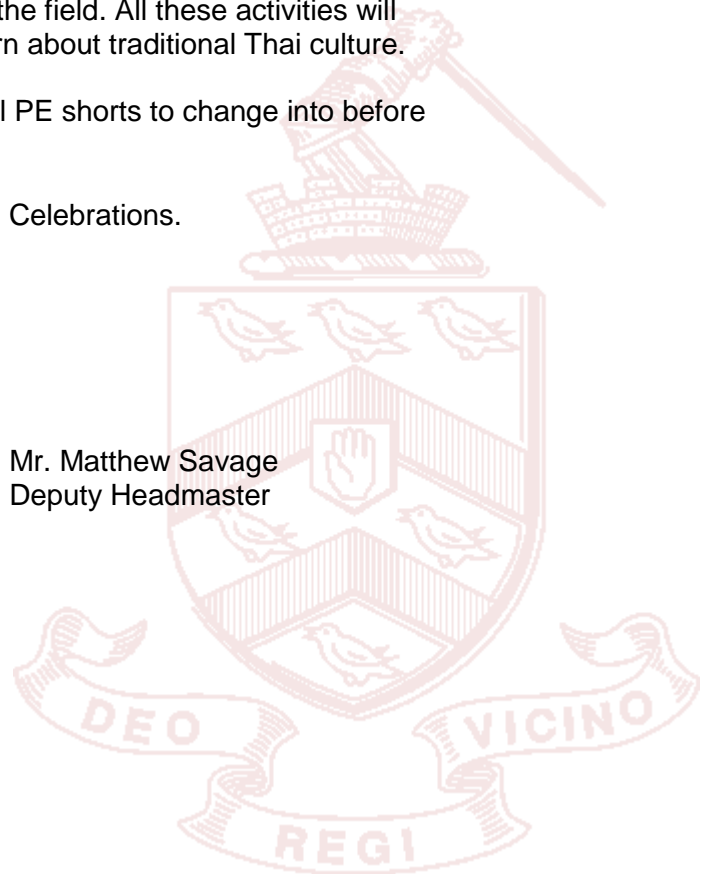 the field. All these activities will
rn about traditional Thai culture.
l PE shorts to change into before
Celebrations.
Mr. Matthew Savage
Deputy Headmaster
DEO
VICINO
REGI